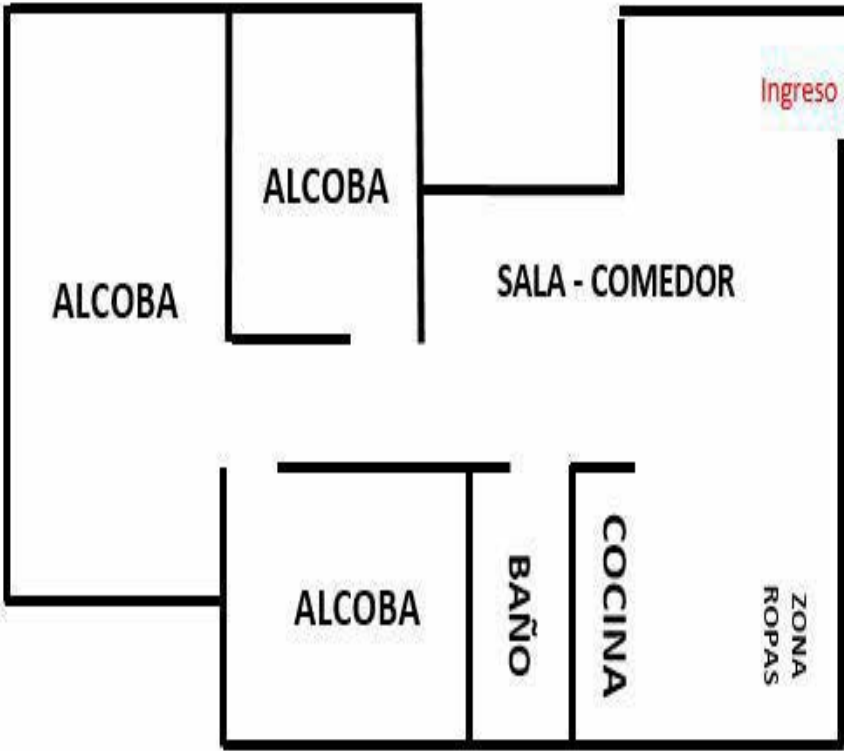 Ingreso
ALCOBA
SALA - COMEDOR
ALCOBA
ALCOBA
BAÑO
COCINA
ZONA
ROPAS